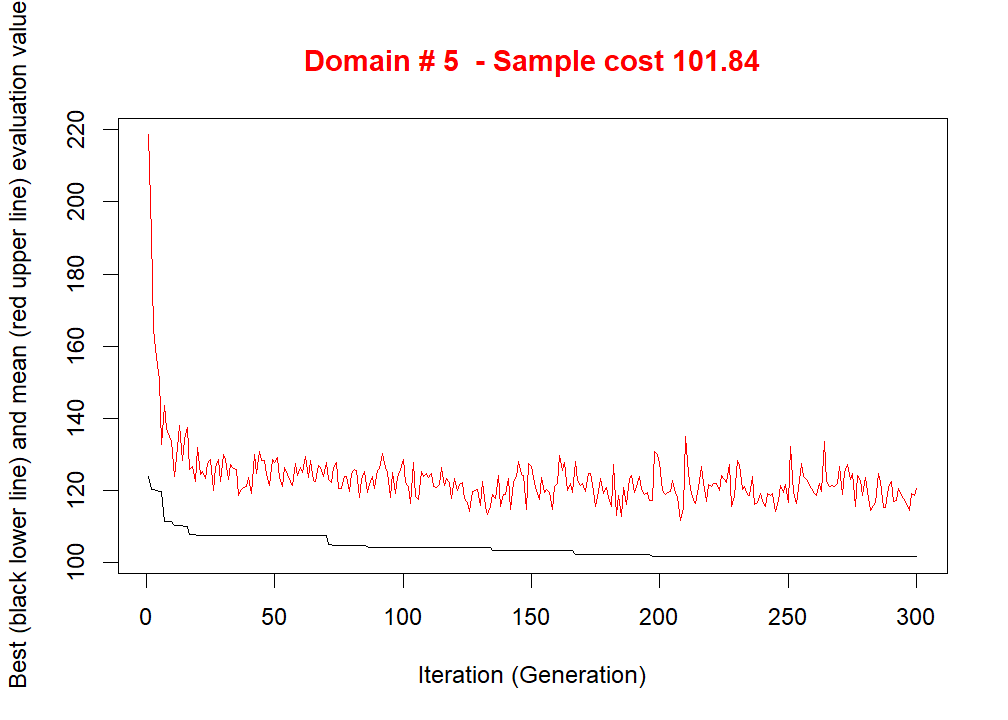 Domain # 5  - Sample cost 101.84
Best (black lower line) and mean (red upper line) evaluation value
220
200
180
160
140
120
100
0 50 100 150 200 250 300
Iteration (Generation)